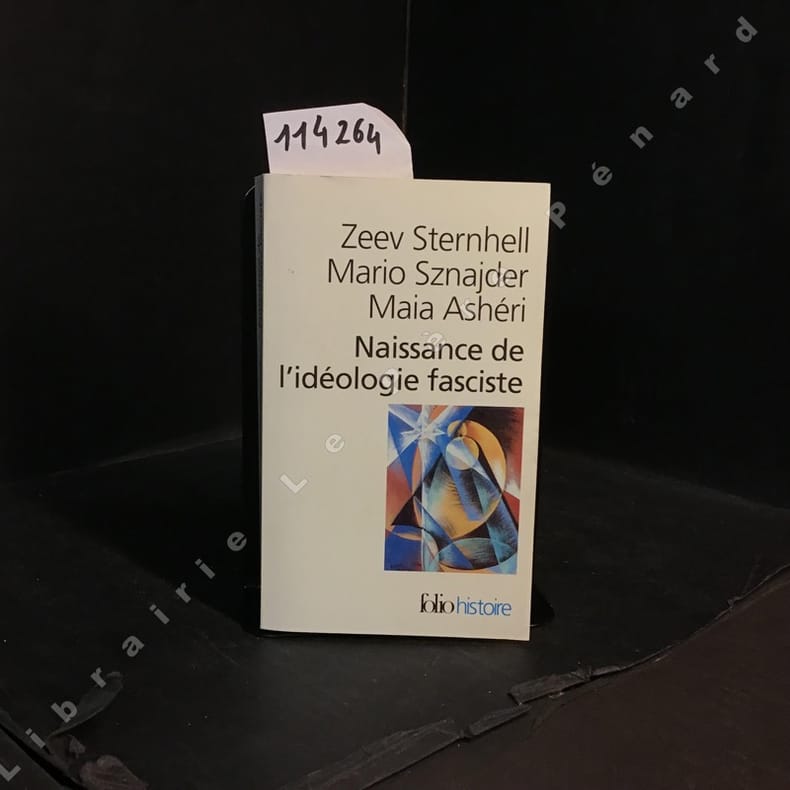 114264
Zeev Sternhell
Mario Sznajder
Maia Ashéri
Naissance de
l'idéologie fasciste
folio histoire
Librairie Le Pénard